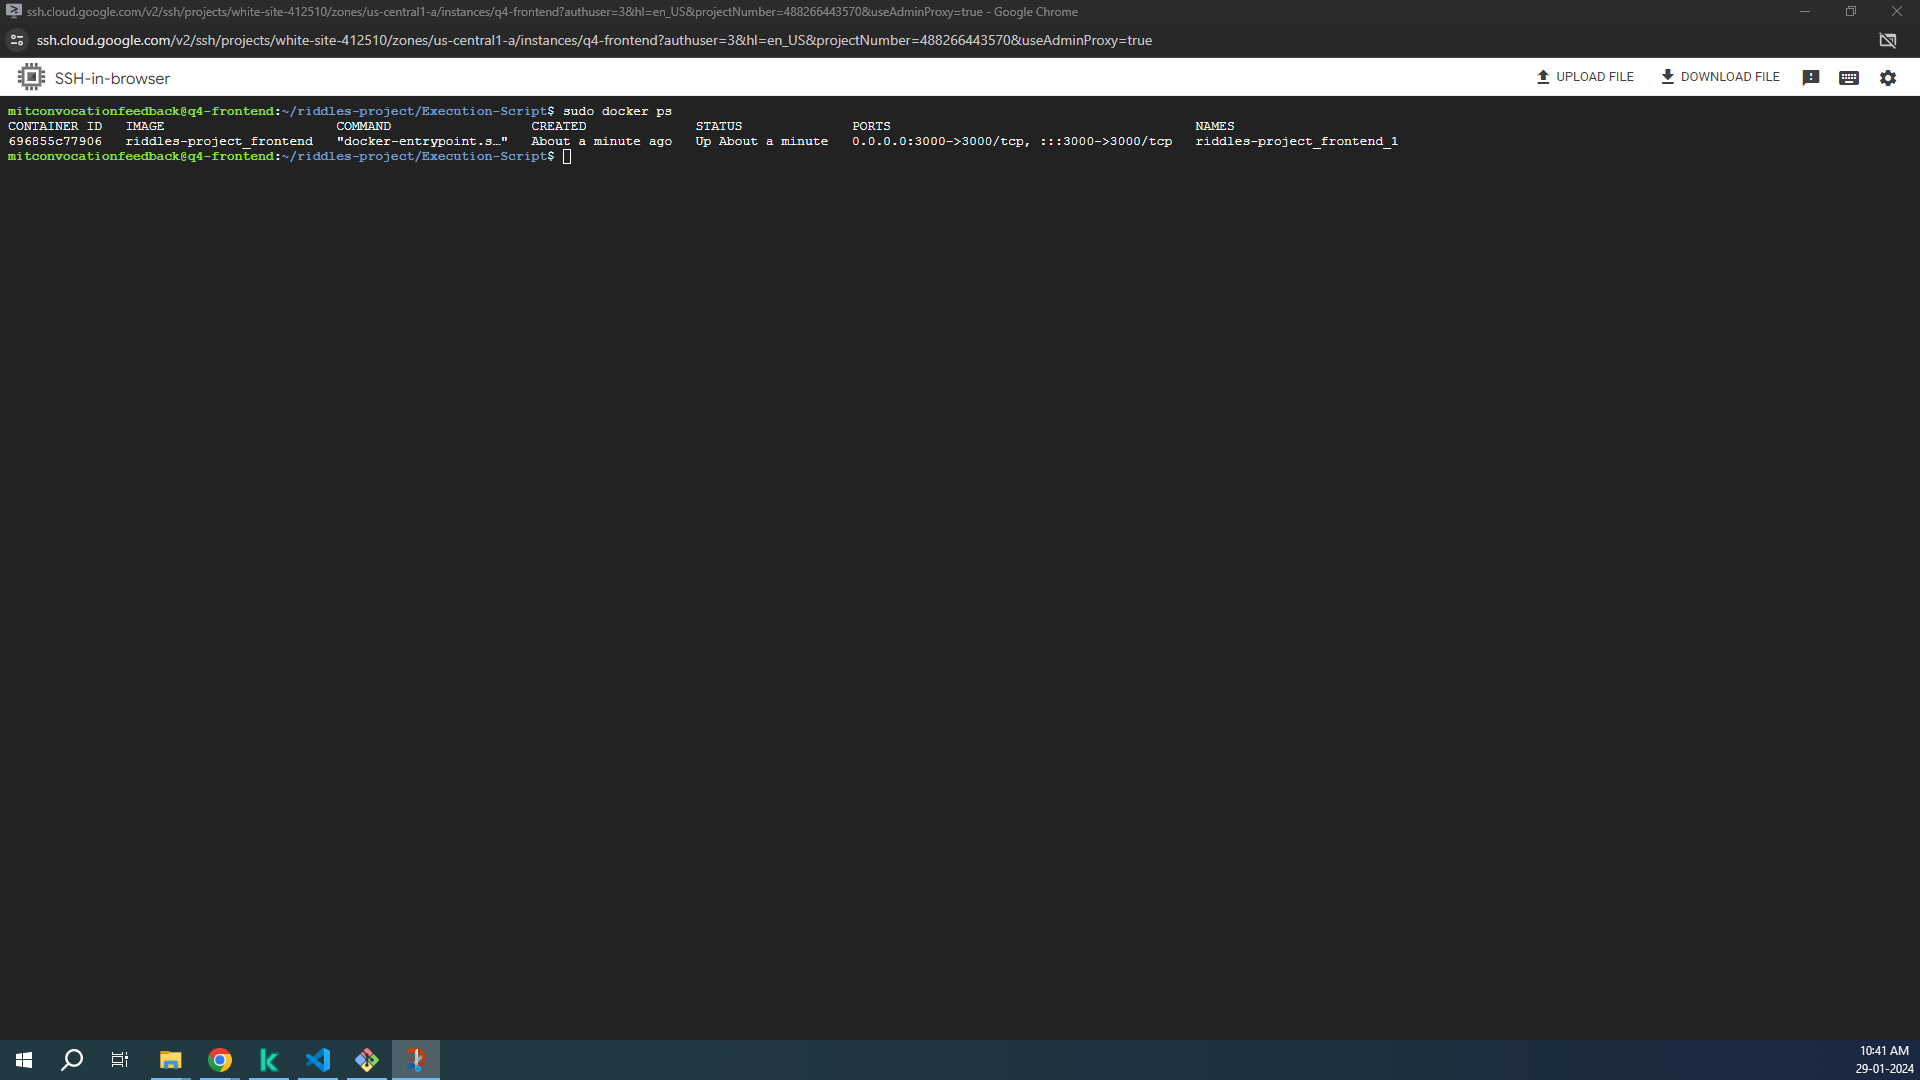 ssh.cloud.google.com/v2/ssh/projects/white-site-412510/zones/us-central1-a/instances/q4-frontend?authuser=3&hl=en_US&projectNumber=488266443570&useAdminProxy=true - Google Chrome
ssh.cloud.google.com/v2/ssh/projects/white-site-412510/zones/us-central1-a/instances/q4-frontend?authuser=3&hl=en_US&projectNumber=488266443570&useAdminProxy=true
SSH-in-browser UPLOAD FILE DOWNLOAD FILE
mitconvocationfeedback@q4-frontend:~/riddles-project/Execution-Script$ sudo docker ps
CONTAINER ID IMAGE COMMAND CREATED STATUS PORTS NAMES
696855c77906 riddles-project_frontend "docker-entrypoint.s…" About a minute ago Up About a minute 0.0.0.0:3000->3000/tcp, :::3000->3000/tcp riddles-project_frontend_1
mitconvocationfeedback@q4-frontend:~/riddles-project/Execution-Script$
10:41 AM
29-01-2024